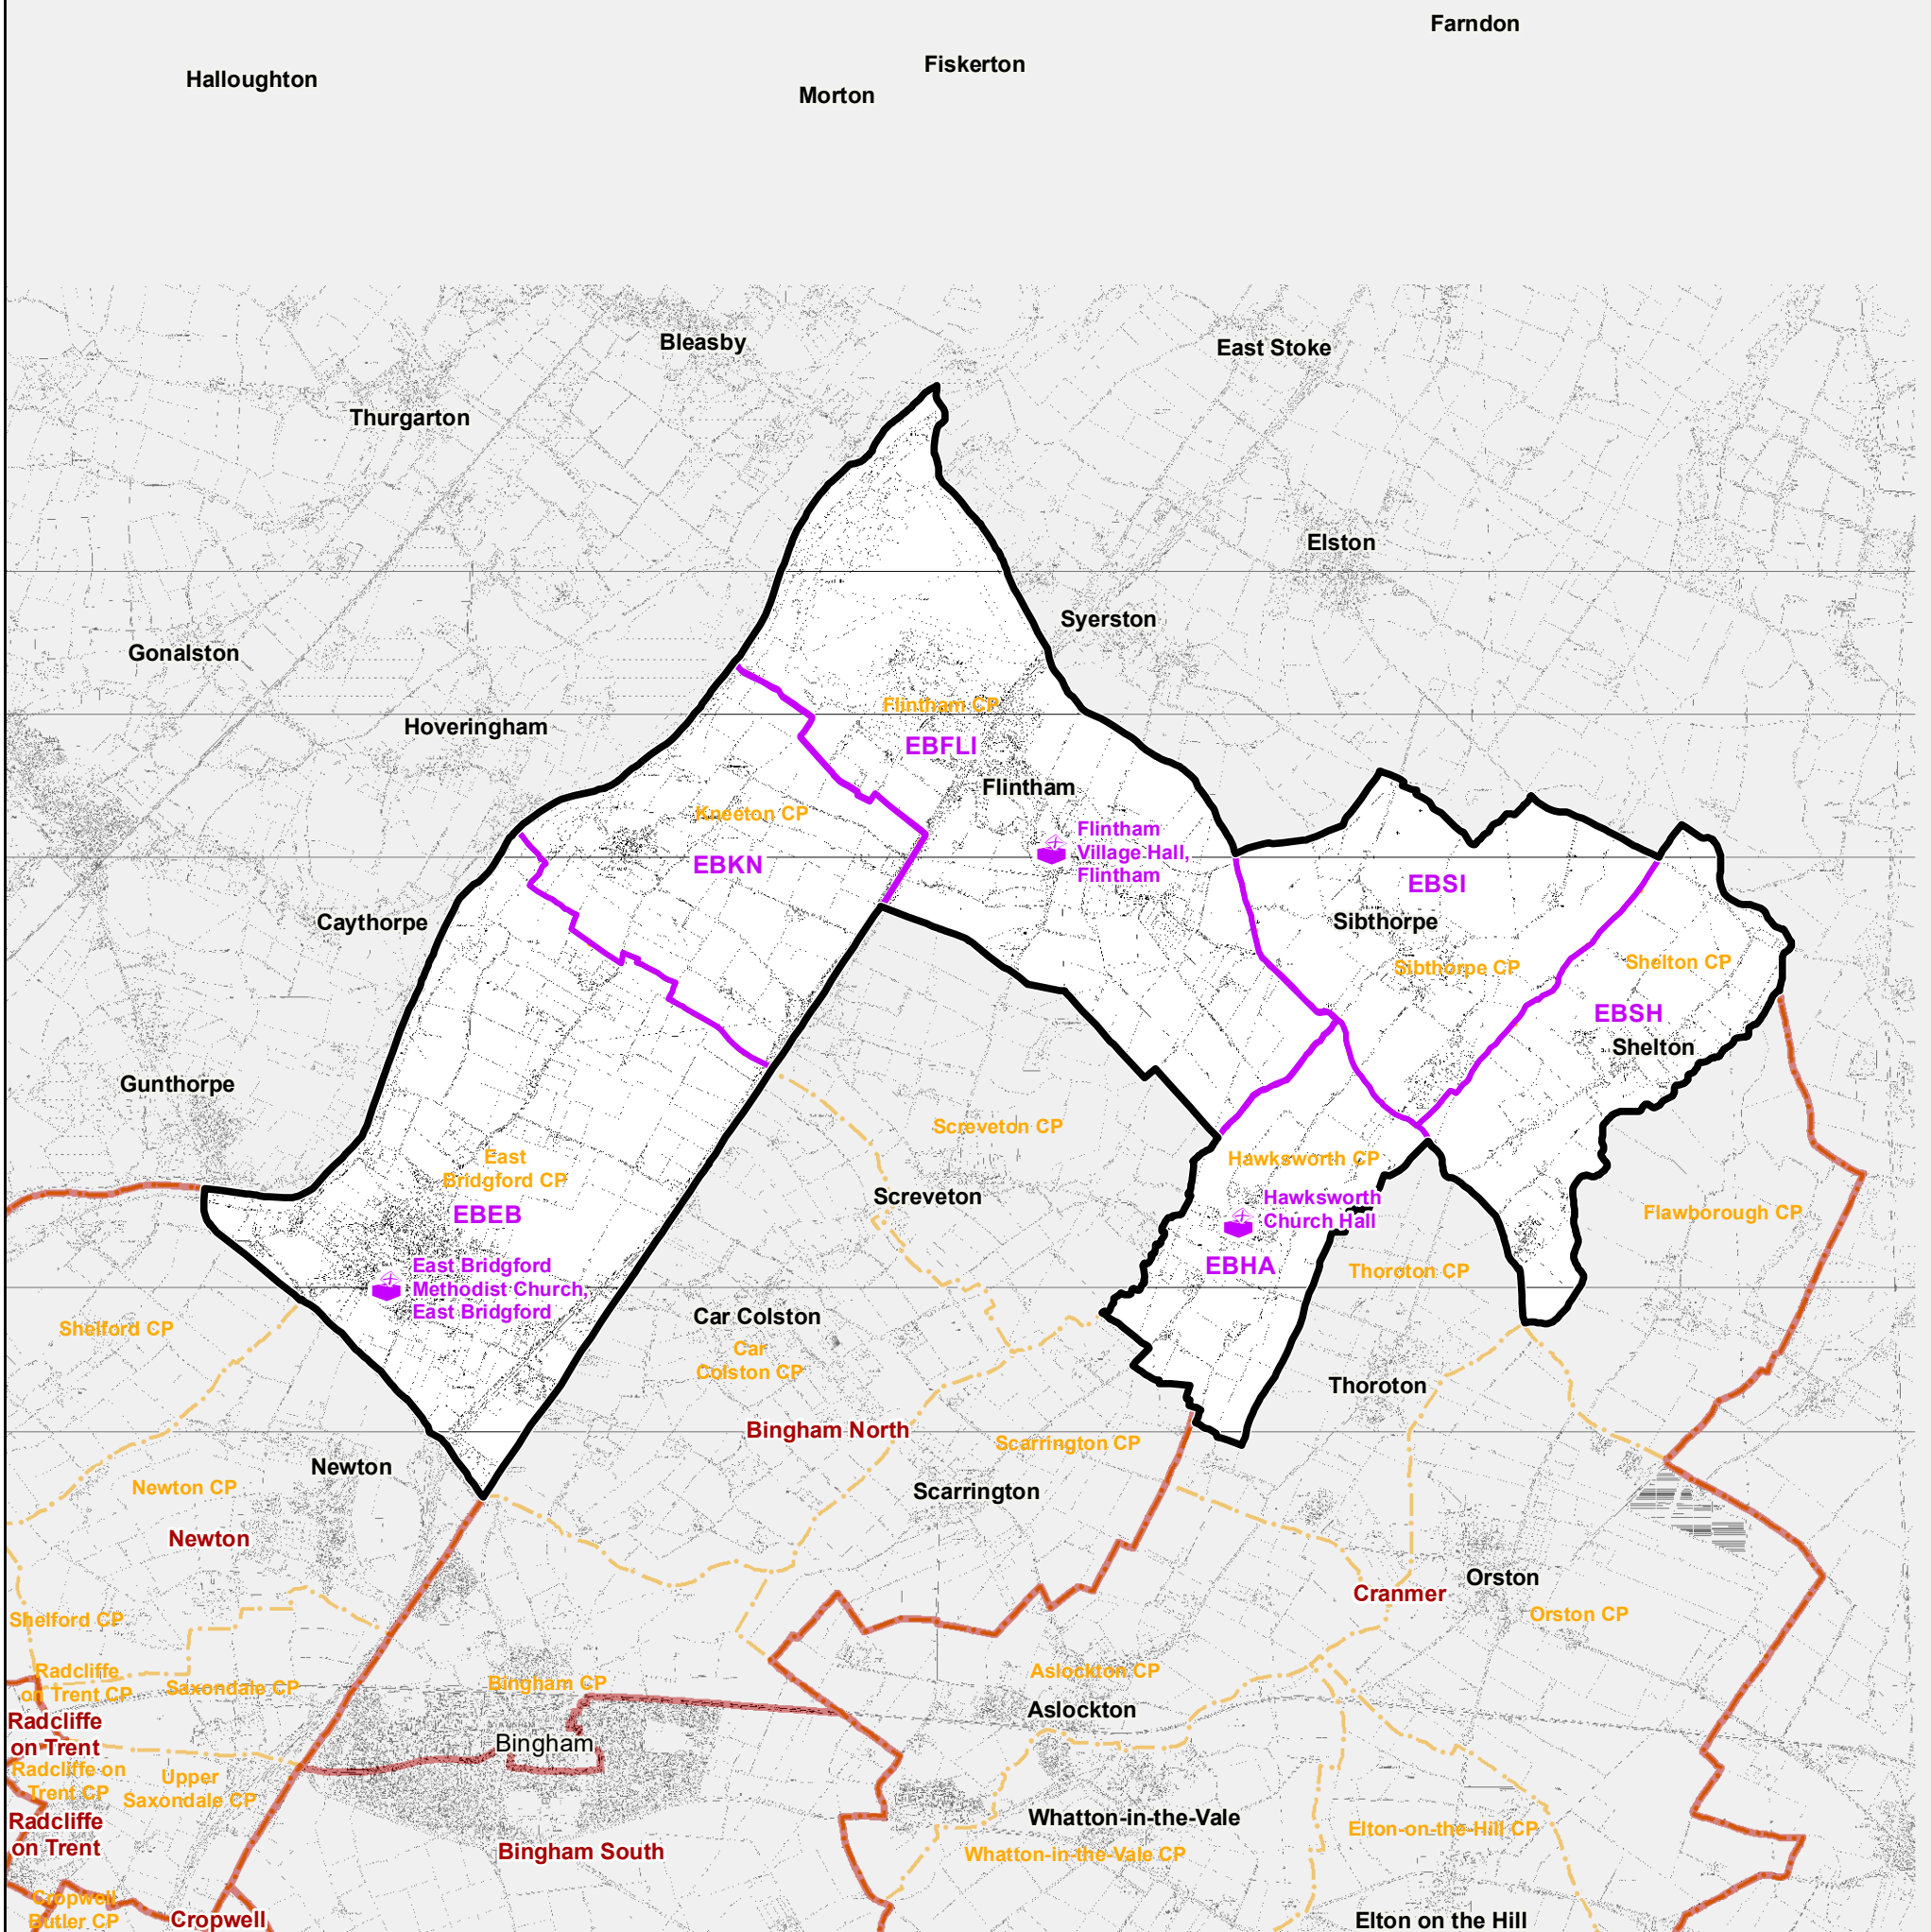 Farndon
Fiskerton
Halloughton
Morton
Bleasby
East Stoke
Thurgarton
Elston
Syerston
Gonalston
Flintham CP
Hoveringham
EBFLI
Flintham
Kneeton CP
Flintham
Village Hall,
Flintham
EBKN
EBSI
Caythorpe
Sibthorpe
Sibthorpe CP
Shelton CP
EBSH
Shelton
Gunthorpe
Screveton CP
East
Bridgford CP
Hawksworth CP
Screveton
Hawksworth
Church Hall
EBEB
Flawborough CP
East Bridgford
Methodist Church,
East Bridgford
EBHA
Thoroton CP
Shelford CP
Car Colston
Car
Colston CP
Thoroton
Bingham North
Scarrington CP
Newton
Newton CP
Scarrington
Newton
Orston
Cranmer
Shelford CP
Orston CP
Radcliffe
on Trent CP
Saxondale CP
Bingham CP
Aslockton CP
Radcliffe
on Trent
Aslockton
Bingham
Radcliffe on
Trent CP
Upper
Saxondale CP
Radcliffe
on Trent
Whatton-in-the-Vale
Elton-on-the-Hill CP
Bingham South
Whatton-in-the-Vale CP
Cropwell
Butler CP
Cropwell
Elton on the Hill